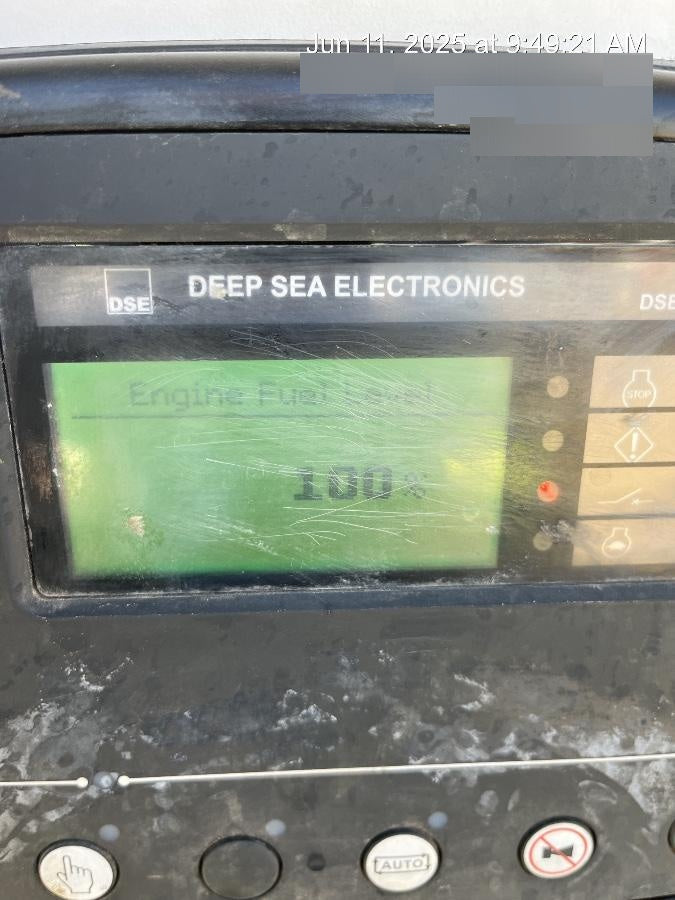 Jun 11, 2025 at 9:49:21 AM
DSE
DEEP SEA ELECTRONICS
DSE
Engine Fuel Level
100%
STOP
AUTO